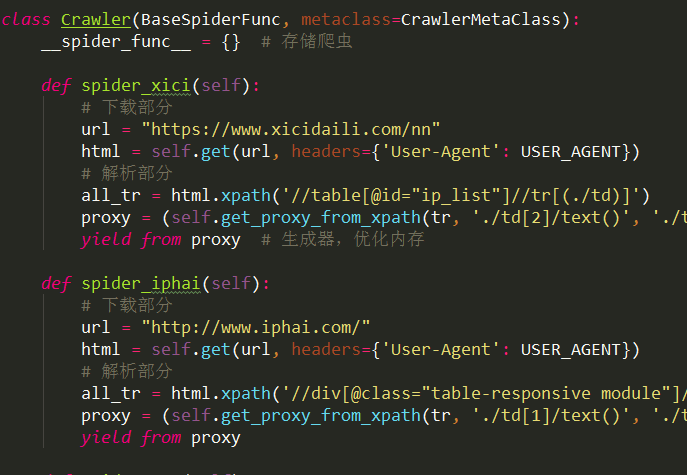 class Crawler(BaseSpiderFunc, metaclass=CrawlerMetaClass):
    __spider_func__ = {}  # 存储爬虫

    def spider_xici(self):
        # 下载部分
        url = "https://www.xicidaili.com/nn"
        html = self.get(url, headers={'User-Agent': USER_AGENT})
        # 解析部分
        all_tr = html.xpath('//table[@id="ip_list"]//tr[(./td)]')
        proxy = (self.get_proxy_from_xpath(tr, './td[2]/text()', './t
        yield from proxy  # 生成器，优化内存

    def spider_iphai(self):
        # 下载部分
        url = "http://www.iphai.com/"
        html = self.get(url, headers={'User-Agent': USER_AGENT})
        # 解析部分
        all_tr = html.xpath('//div[@class="table-responsive module"]/
        proxy = (self.get_proxy_from_xpath(tr, './td[1]/text()', './t
        yield from proxy